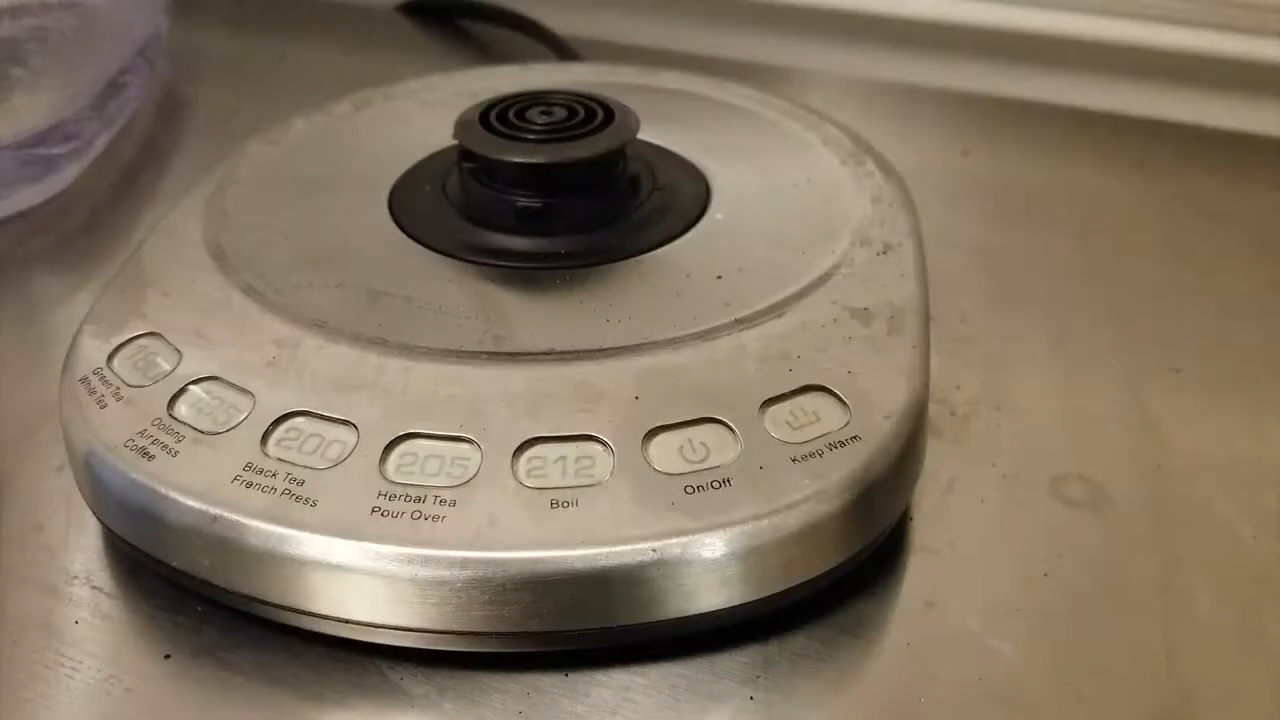 180
Green Tea
White Tea
195
Oolong
Airpress
Coffee
200
Black Tea
French Press
205
Herbal Tea
Pour Over
212
Boil
On/Off
Keep Warm